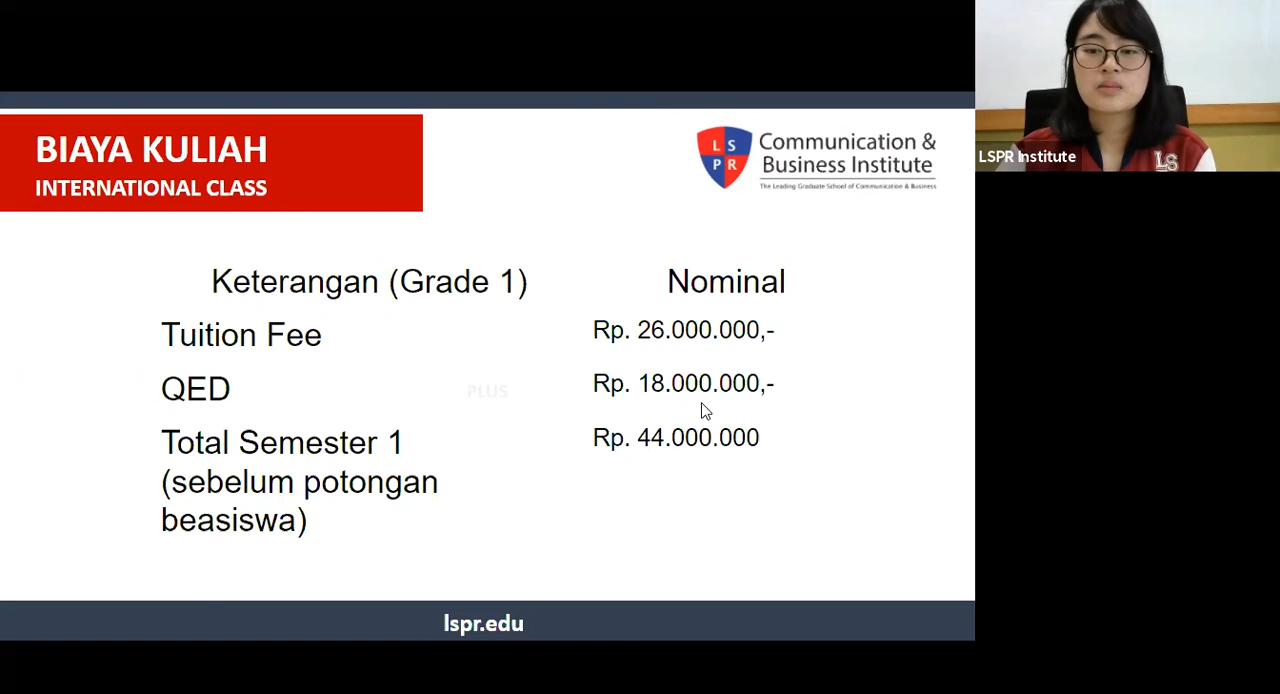 BIAYA KULIAH
INTERNATIONAL CLASS
L S
P R
Communication &
Business Institute
The Leading Graduate School of Communication & Business
Keterangan (Grade 1)
Nominal
Tuition Fee
Rp. 26.000.000,-
QED
PLUS
Rp. 18.000.000,-
Total Semester 1
Rp. 44.000.000
(sebelum potongan
beasiswa)
lspr.edu
LSPR Institute
LS